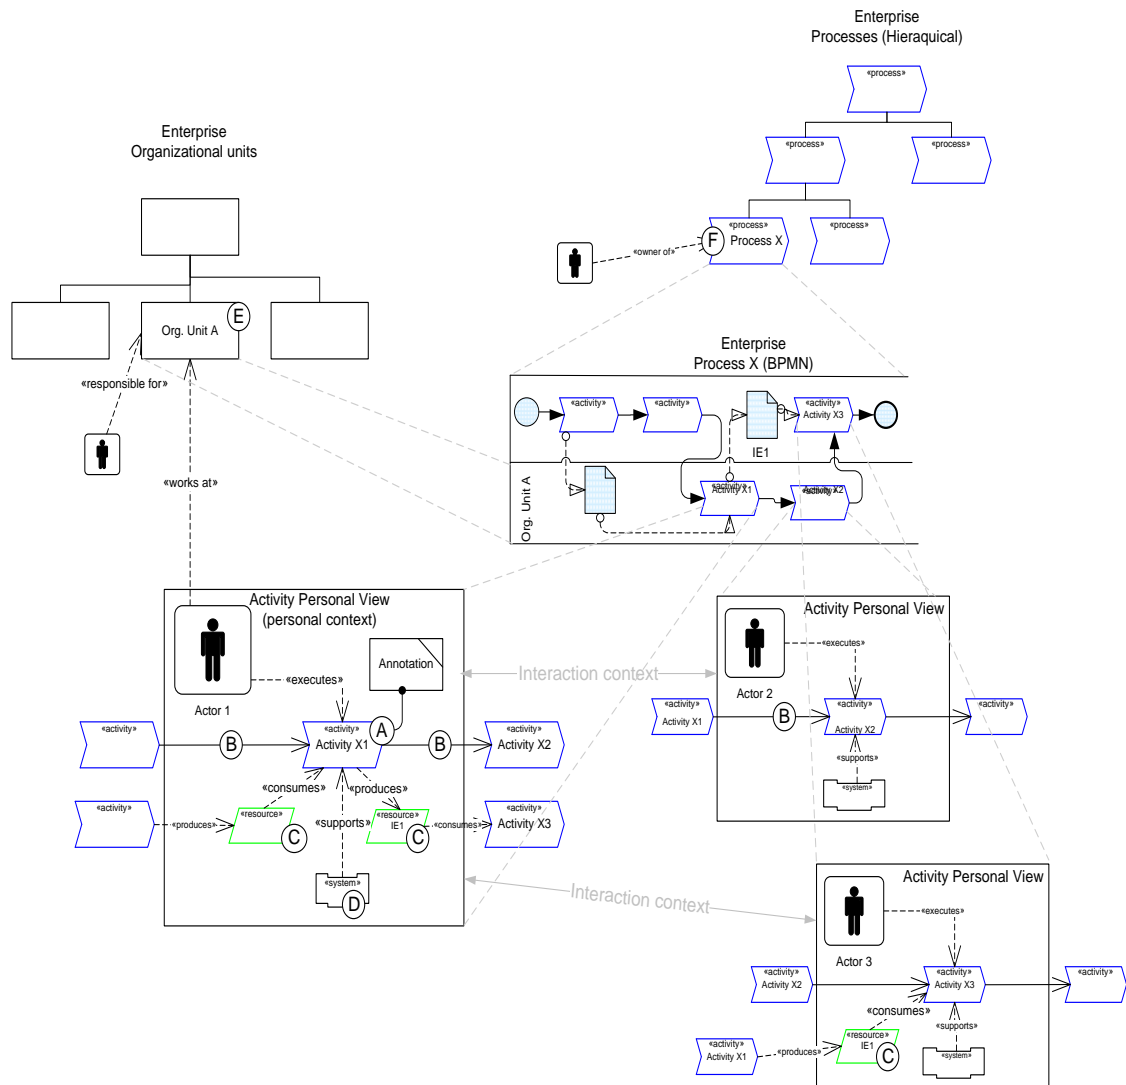 Enterprise
Processes (Hieraquical)
«process»
«process»
«process»
«process»
Process X
«process»
F
«owner of»
Enterprise
Organizational units
Org. Unit A
E
«responsible for»
«works at»
Enterprise
Process X (BPMN)
«activity»
«activity»
IE1
«activity»
Activity X3
Org. Unit A
«activity»
Activity X1
«activity»
Activity X2
Activity Personal View
(personal context)
Actor 1
«executes»
Annotation
«activity»
B
«activity»
Activity X1
A
B
«activity»
Activity X2
«consumes»
«produces»
«activity»
«produces»
«resource»
C
«supports»
«resource»
IE1
C
«consumes»
«activity»
Activity X3
«system»
D
Interaction context
Interaction context
Activity Personal View
Actor 2
«executes»
«activity»
Activity X1
B
«activity»
Activity X2
«activity»
«supports»
«system»
Activity Personal View
Actor 3
«executes»
«activity»
Activity X2
«activity»
Activity X3
«activity»
«consumes»
«activity»
Activity X1
«produces»
«resource»
IE1
C
«supports»
«system»